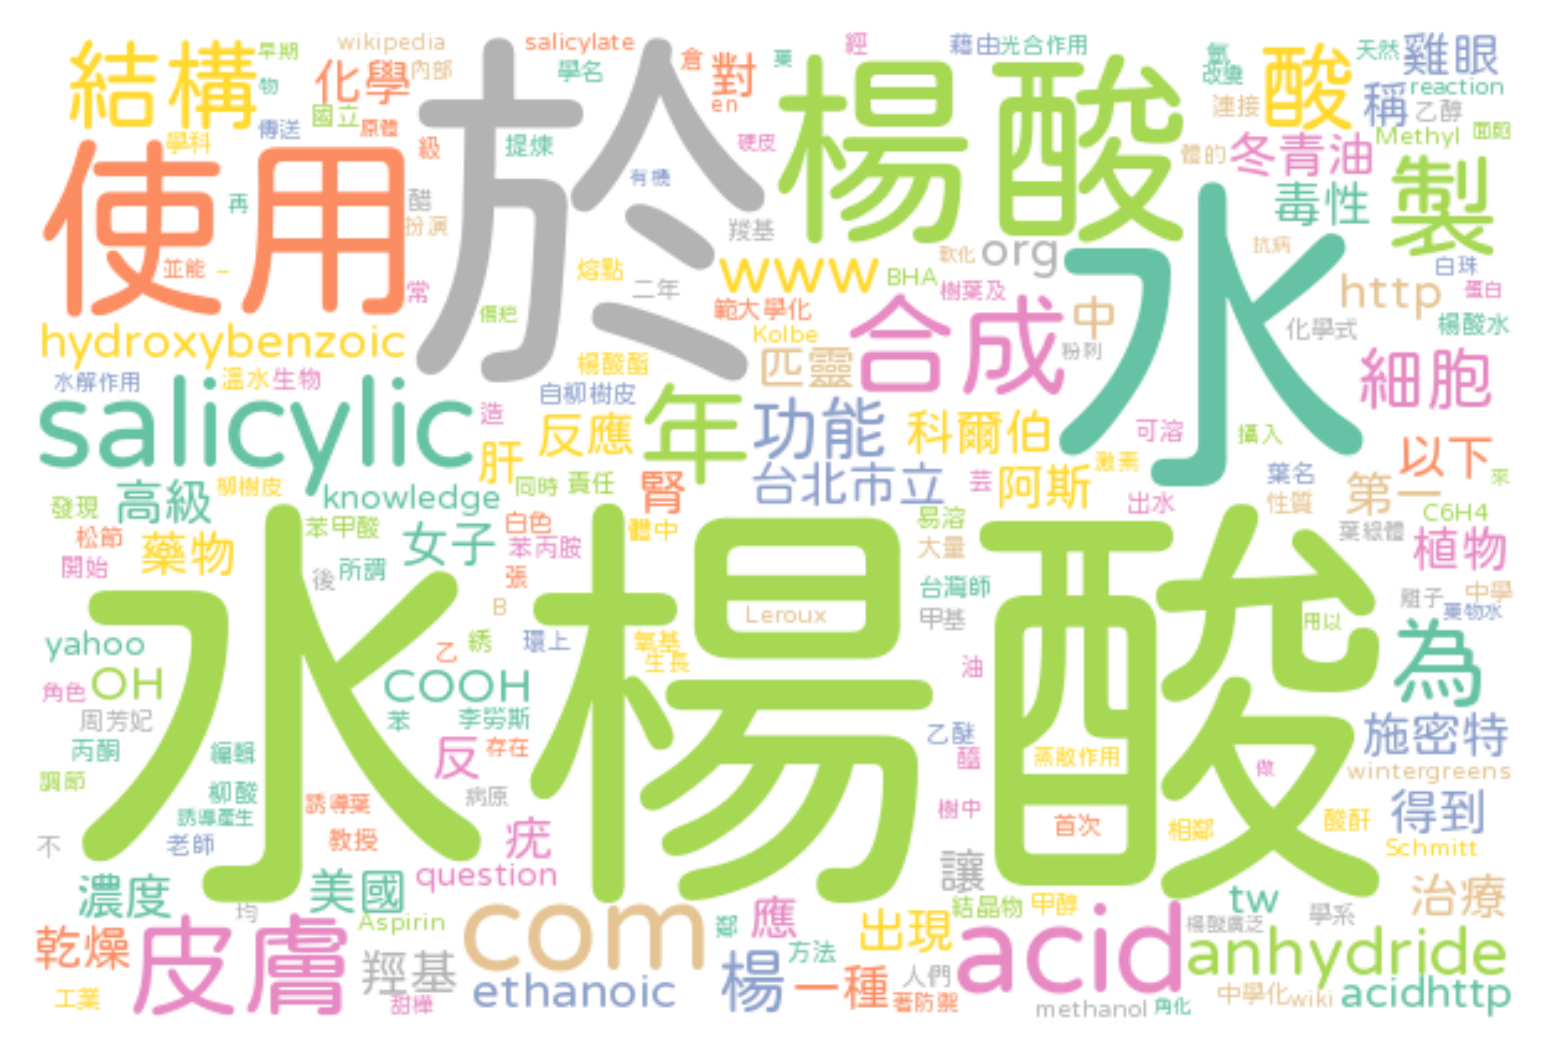 早期 wikipedia salicylate 倉 經 藉由 光合作用 氫 天然 雞眼
結構 物 化學 內部 學名 對 葉 楊酸 改變 酸 稱 reaction
國立 en 連接 乙醇
學科 傳送 原體 級 於 提煉 硬皮 體的 冬青油 Methyl
使用 再 醋 有機 毒性 製
扮演 羧基 水 抗病
並能 常 熔點 二年 www BHA 軟化 org 白珠
傷疤 範大學化 樹葉及 http 蛋白
hydroxybenzoic Kolbe 合成 中 化學式 楊酸水
水解作用 溫水 生物 楊酸酯 匹靈 粉刺 細胞
salicylic 造 自柳樹皮 年 功能 科爾伯 可溶 攝入 以下
肝 反應 激素
發現 高級 柳樹皮 knowledge 同時 責任 腎 台北市立 芸 阿斯 出水 葉名 性質 第一 來
松節 藥物 苯甲酸 女子 白色 體中 易溶 C6H4
開始 後 所謂 苯丙胺 張 大量 葉綠體 植物
水楊酸 B Leroux 台灣師 甲基 離子 中學 藥物水
yahoo 乙 綉 環上 氧基 生長 用以 為
角色 OH COOH 油
周芳妃 苯 李勞斯 乙醚 施密特
丙酮 編輯 反 存在 醯 蒸散作用 做 wintergreens
調節 柳酸 誘導葉 病原 樹中 得到
不 誘導產生 老師 教授 疣 首次 相鄰 酸酐 Schmitt
濃度 美國 question 讓 治療
均 Aspirin com 鄰 應 結晶物 甲醇 tw 學系
乾燥 皮膚 羥基 方法 出現 acid 楊酸廣泛 anhydride
工業 甜樺 ethanoic 楊 一種 人們 著防禦 methanol 角化 中學化 wiki acidhttp